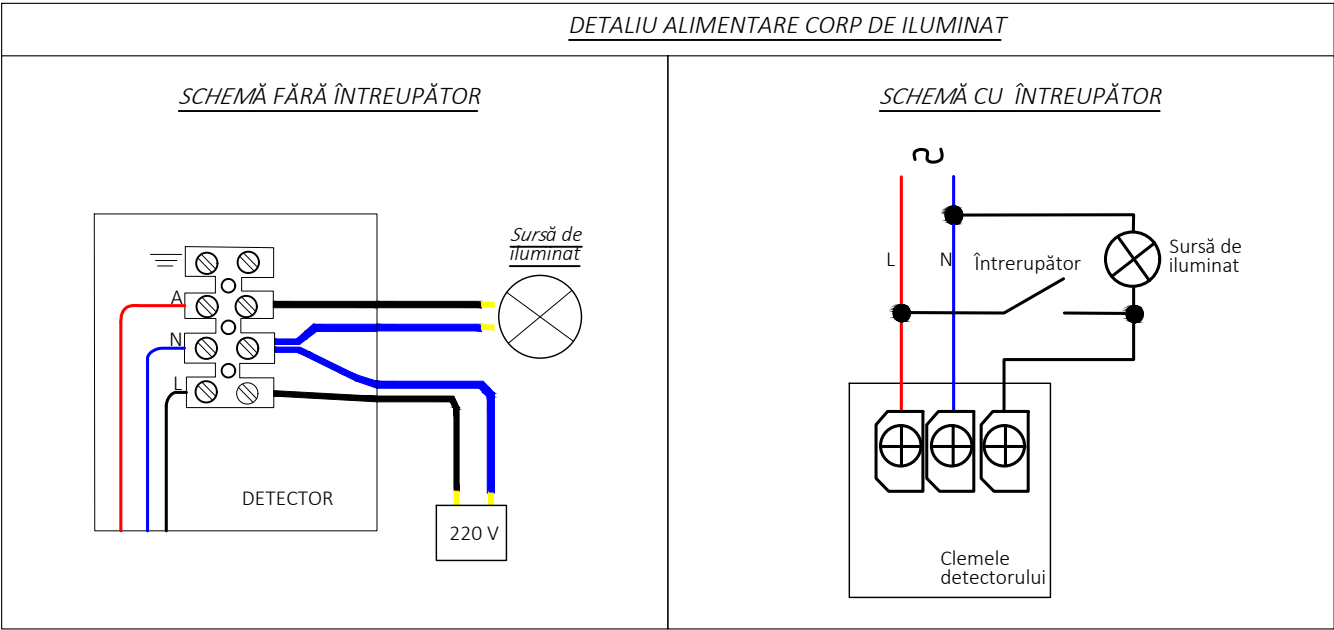 DETALIU ALIMENTARE CORP DE ILUMINAT
SCHEMĂ FĂRĂ ÎNTREUPĂTOR
Sursă de
iluminat
A
N
L
DETECTOR
220 V
SCHEMĂ CU ÎNTREUPĂTOR
L
N
Întrerupător
Sursă de
iluminat
Clemele
detectorului